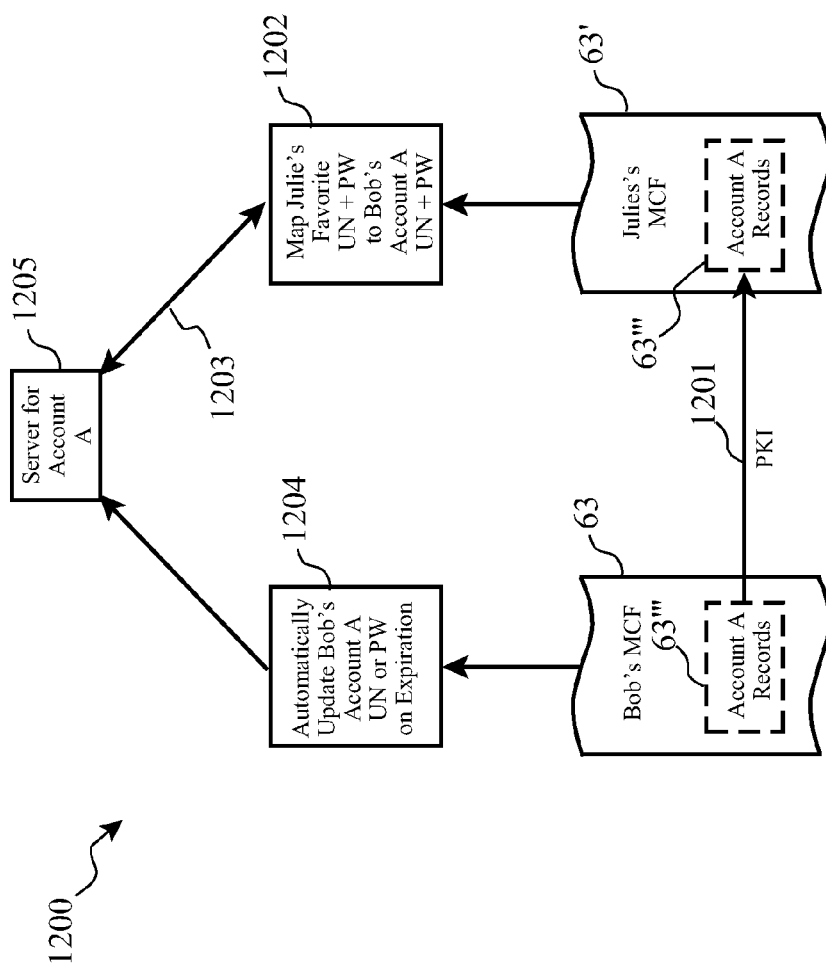 1200
1205
Server for
Account
A
1203
1204
Automatically
Update Bob's
Account A
UN or PW
on Expiration
1202
Map Julie's
Favorite
UN + PW
to Bob's
Account A
UN + PW
63
Bob's MCF
63'''
Account A
Records
1201
PKI
63'
Julies's
MCF
63'''
Account A
Records